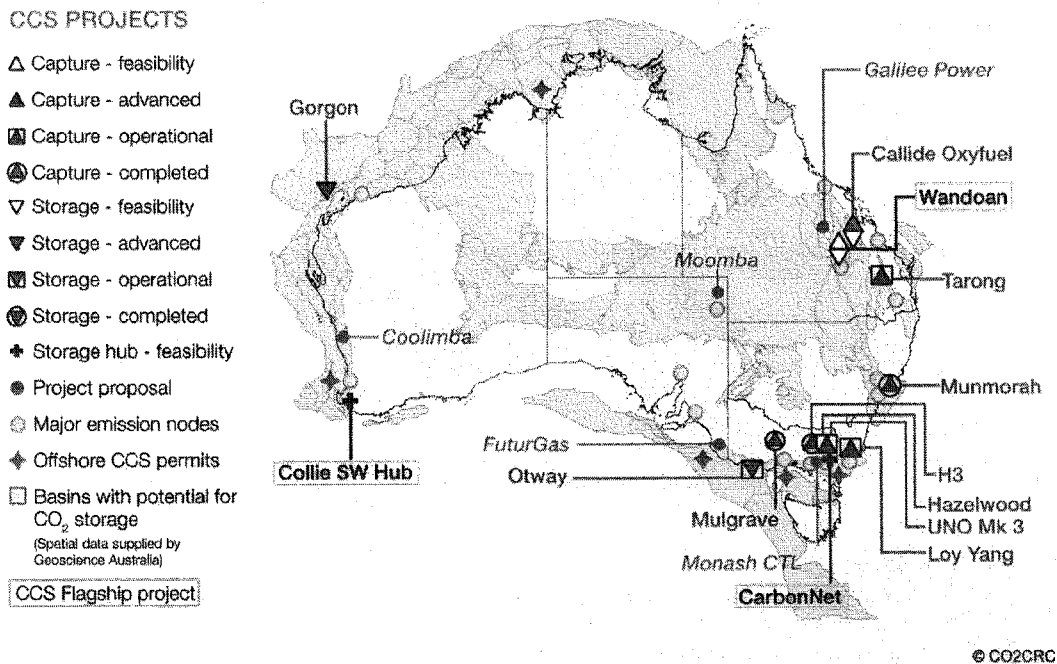 CCS PROJECTS
Capture - feasibility
Capture - advanced
Capture - operational
Capture - completed
Storage - feasibility
Storage - advanced
Storage - operational
Storage - completed
Storage hub - feasibility
Project proposal
Major emission nodes
Offshore CCS permits
Basins with potential for
CO₂ storage
(Spatial data supplied by
Geoscience Australia)
CCS Flagship project
Gorgon
Galilee Power
Callide Oxyfuel
Wandoan
Moomba
Tarong
Coolimba
Munmorah
FuturGas
Collie SW Hub
Otway
H3
Hazelwood
Mulgrave
UNO Mk 3
Loy Yang
Monash CTL
CarbonNet
© CO2CRC